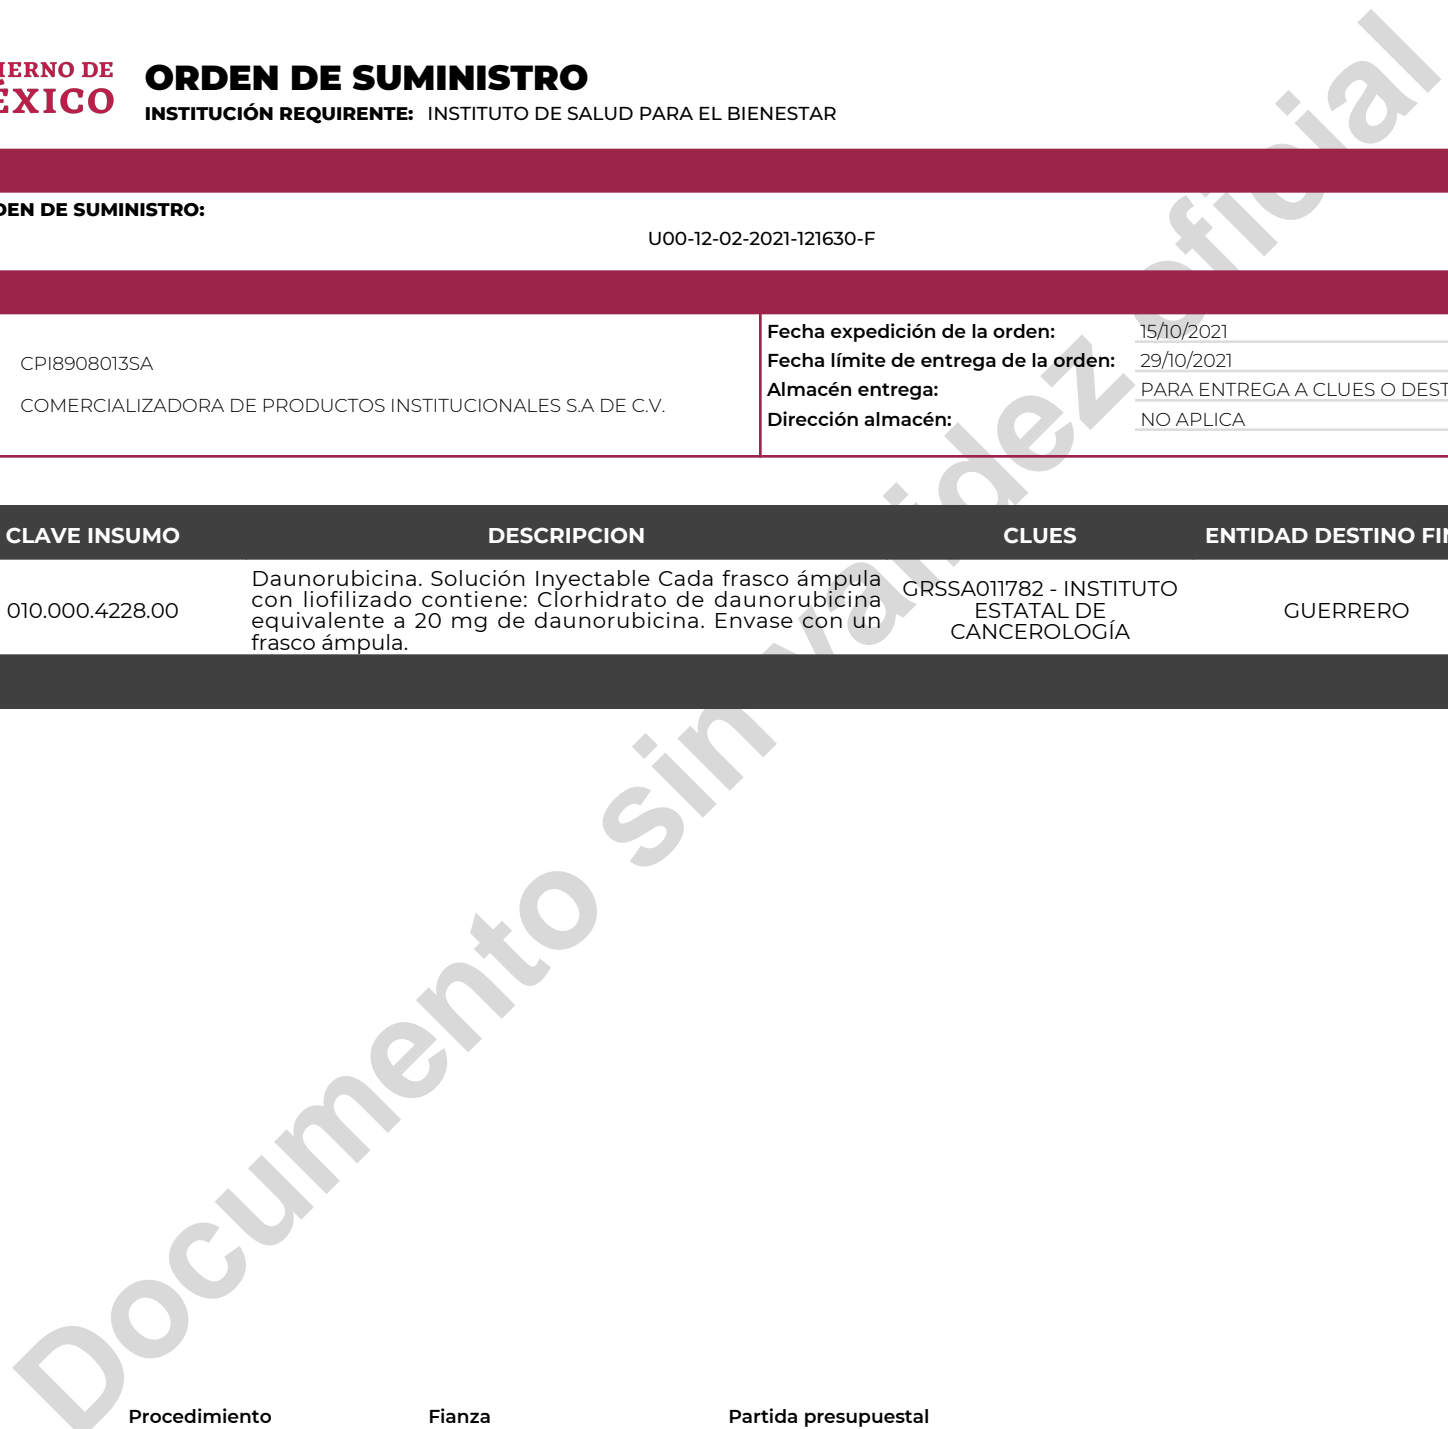 IERNO DE
ÉXICO
ORDEN DE SUMINISTRO
INSTITUCIÓN REQUIRENTE: INSTITUTO DE SALUD PARA EL BIENESTAR
DEN DE SUMINISTRO:
U00-12-02-2021-121630-F
CPI8908013SA
COMERCIALIZADORA DE PRODUCTOS INSTITUCIONALES S.A DE C.V.
Fecha expedición de la orden: 15/10/2021
Fecha límite de entrega de la orden: 29/10/2021
Almacén entrega: PARA ENTREGA A CLUES O DEST
Dirección almacén: NO APLICA
CLAVE INSUMO DESCRIPCION CLUES ENTIDAD DESTINO FIN
010.000.4228.00
Daunorubicina. Solución Inyectable Cada frasco ámpula
con liofilizado contiene: Clorhidrato de daunorubicina
equivalente a 20 mg de daunorubicina. Envase con un
frasco ámpula.
GRSSA011782 - INSTITUTO
ESTATAL DE
CANCEROLOGÍA
GUERRERO
Documento sin validez oficial
Procedimiento Fianza Partida presupuestal